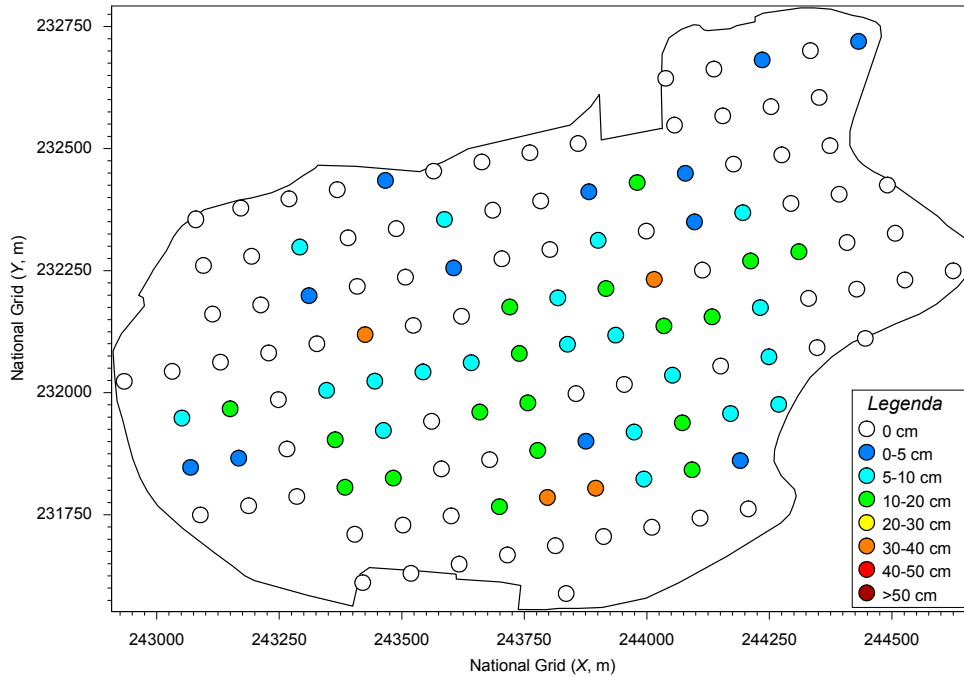 232750
232500
232250
232000
231750
National Grid (Y, m)
243000 243250 243500 243750 244000 244250 244500
National Grid (X, m)
Legenda
0 cm
0-5 cm
5-10 cm
10-20 cm
20-30 cm
30-40 cm
40-50 cm
>50 cm